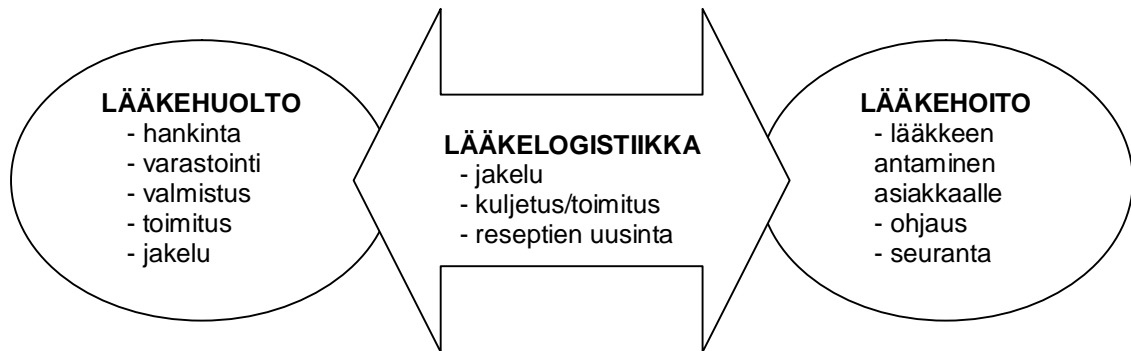 LÄÄKEHUOLTO
- hankinta
- varastointi
- valmistus
- toimitus
- jakelu
LÄÄKELOGISTIIKKA
- jakelu
- kuljetus/toimitus
- reseptien uusinta
LÄÄKEHOITO
- lääkkeen
antaminen
asiakkaalle
- ohjaus
- seuranta